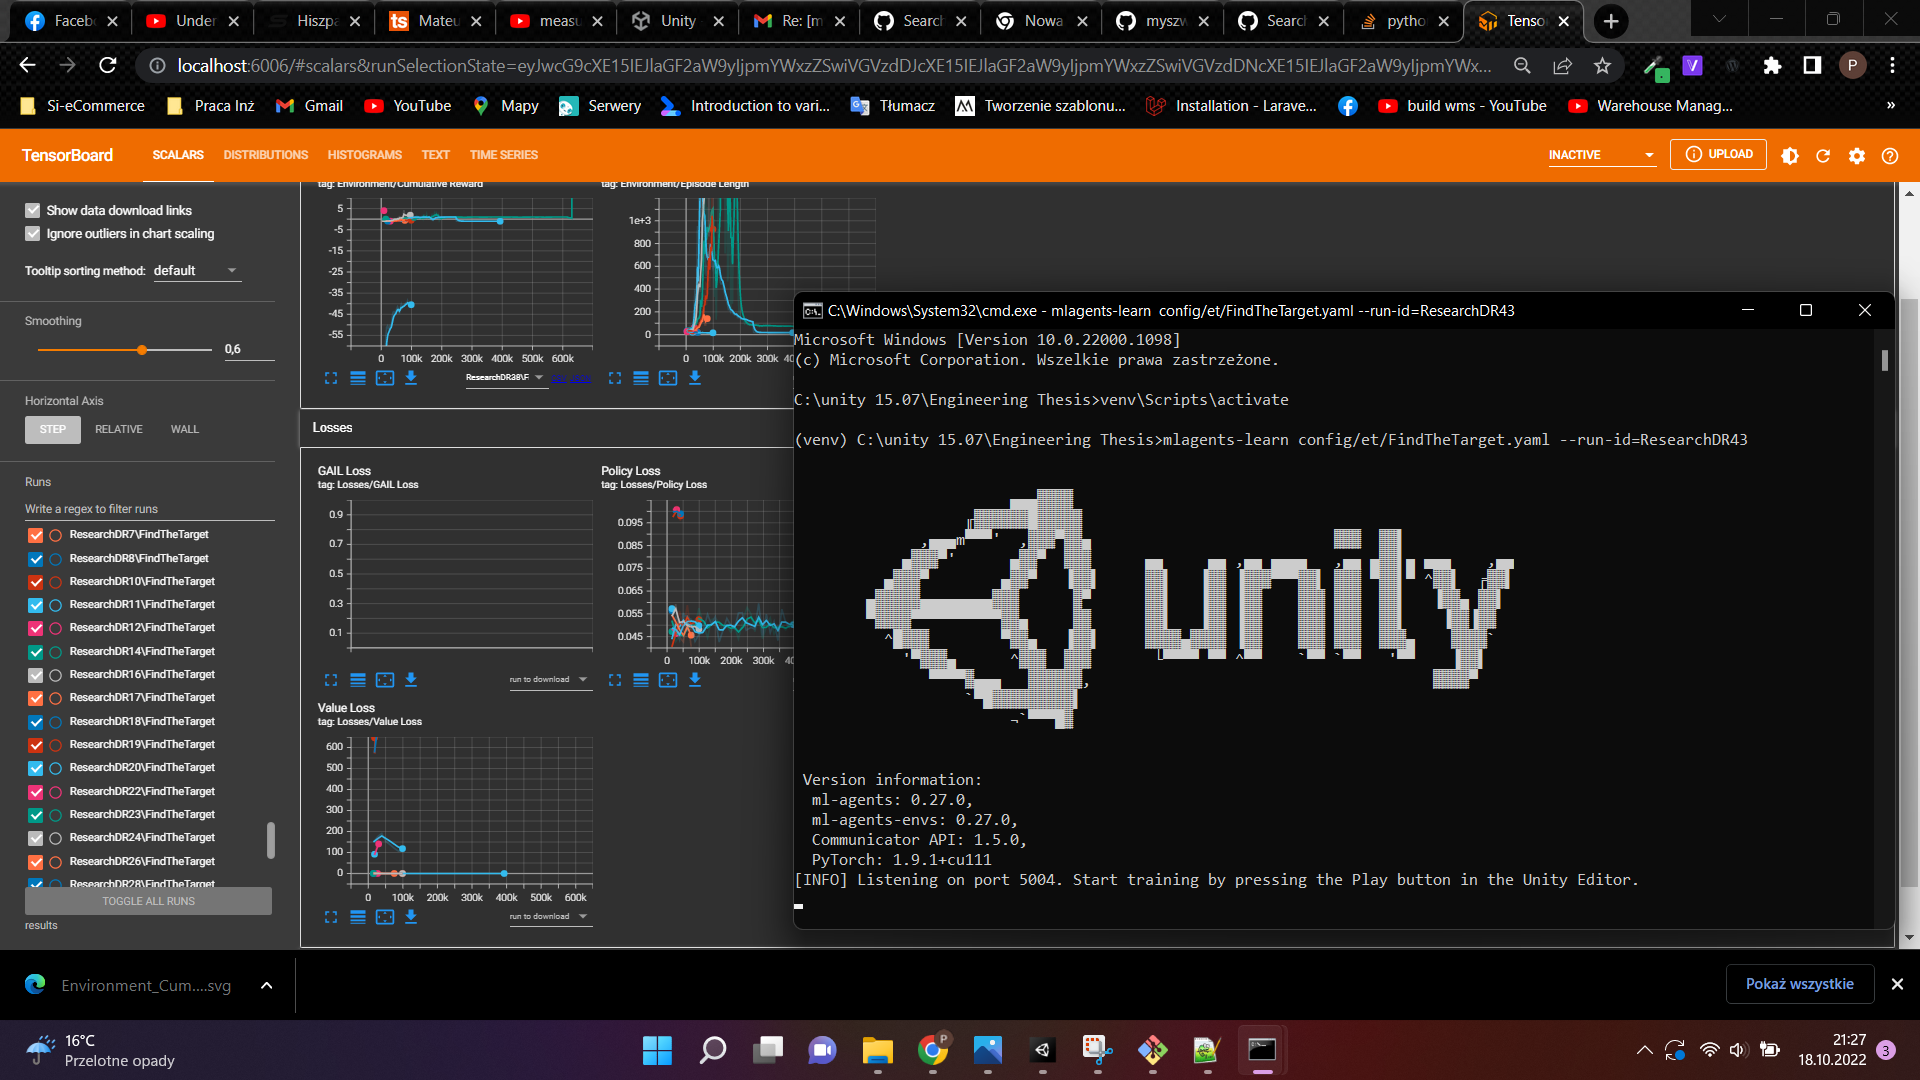 Facebo
Under
Hiszpa
Mateu
measu
Unity
Re: [m
Search
Nowa
myszw
Search
pytho
Tenso
localhost:6006/#scalars&runSelectionState=eyJwcG9cXE15IEJlaGF2aW9yIjpmYWxzZSwiVGVzdDJcXE15IEJlaGF2aW9yIjpmYWxzZSwiVGVzdDNcXE15IEJlaGF2aW9yIjpmYWx...
P
Si-eCommerce
Praca Inż
Gmail
YouTube
Mapy
Serwery
Introduction to vari...
Tłumacz
Tworzenie szablonu...
Installation - Larave...
build wms - YouTube
Warehouse Manag...
»
TensorBoard
SCALARS
DISTRIBUTIONS
HISTOGRAMS
TEXT
TIME SERIES
INACTIVE
UPLOAD
Show data download links
Ignore outliers in chart scaling
Tooltip sorting method: default
Smoothing
0,6
Horizontal Axis
STEP
RELATIVE
WALL
Runs
Write a regex to filter runs
ResearchDR7\FindTheTarget
ResearchDR8\FindTheTarget
ResearchDR10\FindTheTarget
ResearchDR11\FindTheTarget
ResearchDR12\FindTheTarget
ResearchDR14\FindTheTarget
ResearchDR16\FindTheTarget
ResearchDR17\FindTheTarget
ResearchDR18\FindTheTarget
ResearchDR19\FindTheTarget
ResearchDR20\FindTheTarget
ResearchDR22\FindTheTarget
ResearchDR23\FindTheTarget
ResearchDR24\FindTheTarget
ResearchDR26\FindTheTarget
ResearchDR28\FindTheTarget
TOGGLE ALL RUNS
results
tag: Environment/Cumulative Reward
5
-5
-15
-25
-35
-45
-55
0 100k 200k 300k 400k 500k 600k
ResearchDR38\F
CSV JSON
tag: Environment/Episode Length
1e+3
800
600
400
200
0
0 100k 200k 300k 40
Losses
GAIL Loss
tag: Losses/GAIL Loss
0.9
0.7
0.5
0.3
0.1
run to download
Policy Loss
tag: Losses/Policy Loss
0.095
0.085
0.075
0.065
0.055
0.045
0 100k 200k 300k 40
Value Loss
tag: Losses/Value Loss
600
500
400
300
200
100
0
0 100k 200k 300k 400k 500k 600k
run to download
C:\Windows\System32\cmd.exe - mlagents-learn config/et/FindTheTarget.yaml --run-id=ResearchDR43
Microsoft Windows [Version 10.0.22000.1098]
(c) Microsoft Corporation. Wszelkie prawa zastrzeżone.
C:\unity 15.07\Engineering Thesis>venv\Scripts\activate
(venv) C:\unity 15.07\Engineering Thesis>mlagents-learn config/et/FindTheTarget.yaml --run-id=ResearchDR43
unity
Version information:
ml-agents: 0.27.0,
ml-agents-envs: 0.27.0,
Communicator API: 1.5.0,
PyTorch: 1.9.1+cu111
[INFO] Listening on port 5004. Start training by pressing the Play button in the Unity Editor.
Environment_Cum....svg
Pokaż wszystkie
16°C
Przelotne opady
P
21:27
18.10.2022
3